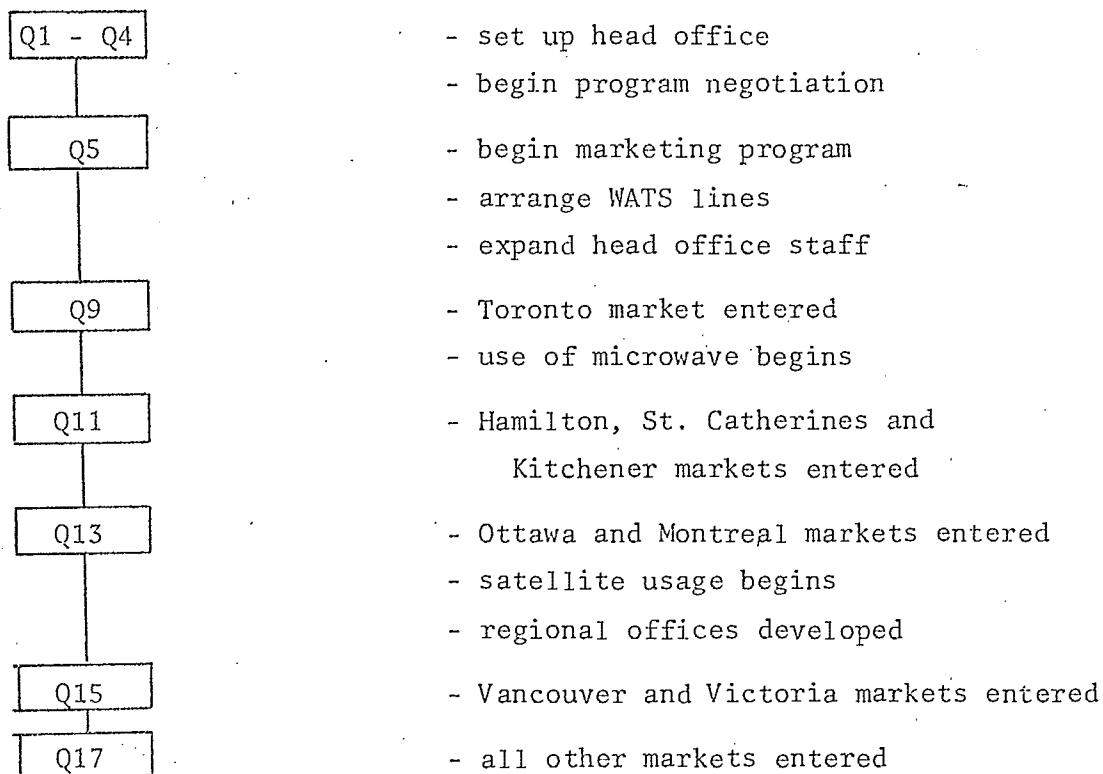 Q1 - Q4 - set up head office
- begin program negotiation
Q5 - begin marketing program
- arrange WATS lines
- expand head office staff
Q9 - Toronto market entered
- use of microwave begins
Q11 - Hamilton, St. Catherines and
Kitchener markets entered
Q13 - Ottawa and Montreal markets entered
- satellite usage begins
- regional offices developed
Q15 - Vancouver and Victoria markets entered
Q17 - all other markets entered